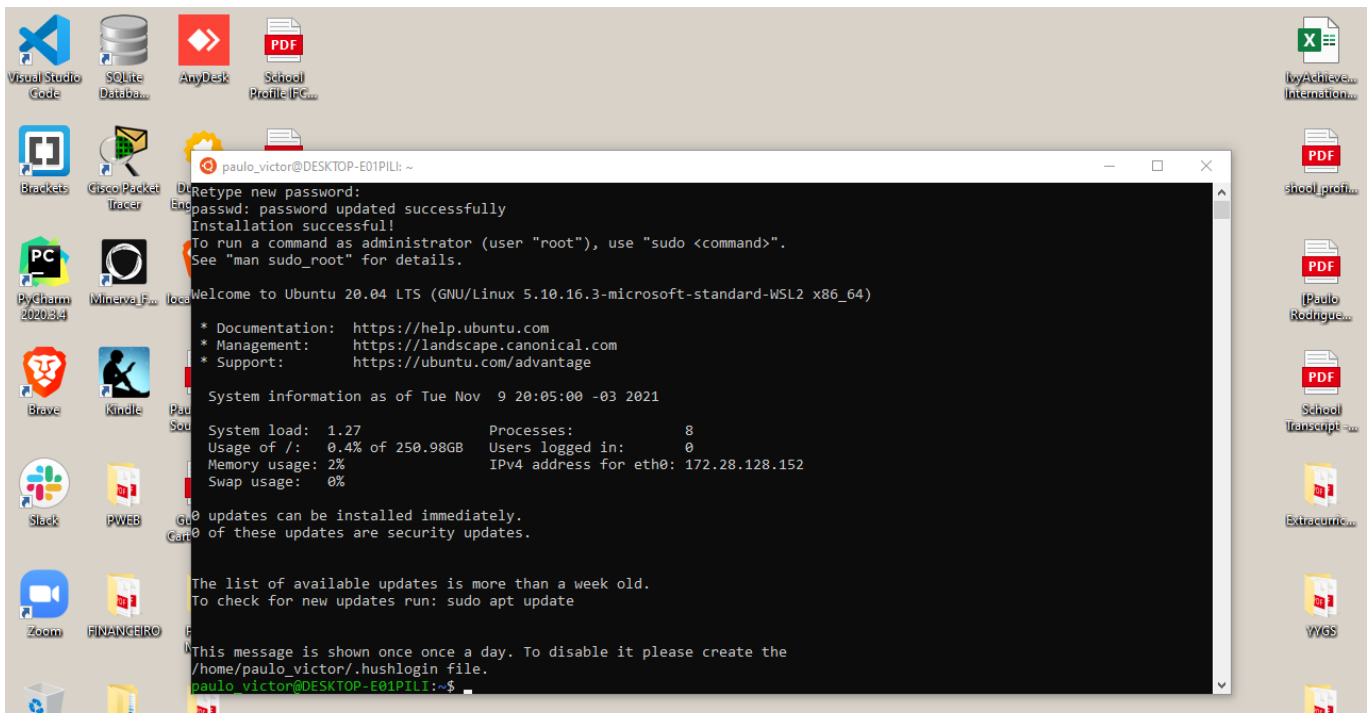 Visual Studio
Code
SQLite
Databa...
AnyDesk
PDF
School
Profile IFC...
IvyAchieve...
Internation...
Brackets
Cisco Packet
Tracer
PDF
shool_profi...
PC
PyCharm
2020.3.4
Minerva_F...
PDF
[Paulo
Rodrigue...
Brave
Kindle
PDF
School
Transcript -...
Slack
PWEB
Extracurric...
Zoom
FINANCEIRO
VVGS
paulo_victor@DESKTOP-E01PILI: ~
Retype new password:
passwd: password updated successfully
Installation successful!
To run a command as administrator (user "root"), use "sudo <command>".
See "man sudo_root" for details.
Welcome to Ubuntu 20.04 LTS (GNU/Linux 5.10.16.3-microsoft-standard-WSL2 x86_64)
* Documentation: https://help.ubuntu.com
* Management: https://landscape.canonical.com
* Support: https://ubuntu.com/advantage
System information as of Tue Nov 9 20:05:00 -03 2021
System load: 1.27 Processes: 8
Usage of /: 0.4% of 250.98GB Users logged in: 0
Memory usage: 2% IPv4 address for eth0: 172.28.128.152
Swap usage: 0%
0 updates can be installed immediately.
0 of these updates are security updates.
The list of available updates is more than a week old.
To check for new updates run: sudo apt update
This message is shown once once a day. To disable it please create the
/home/paulo_victor/.hushlogin file.
paulo_victor@DESKTOP-E01PILI:~$